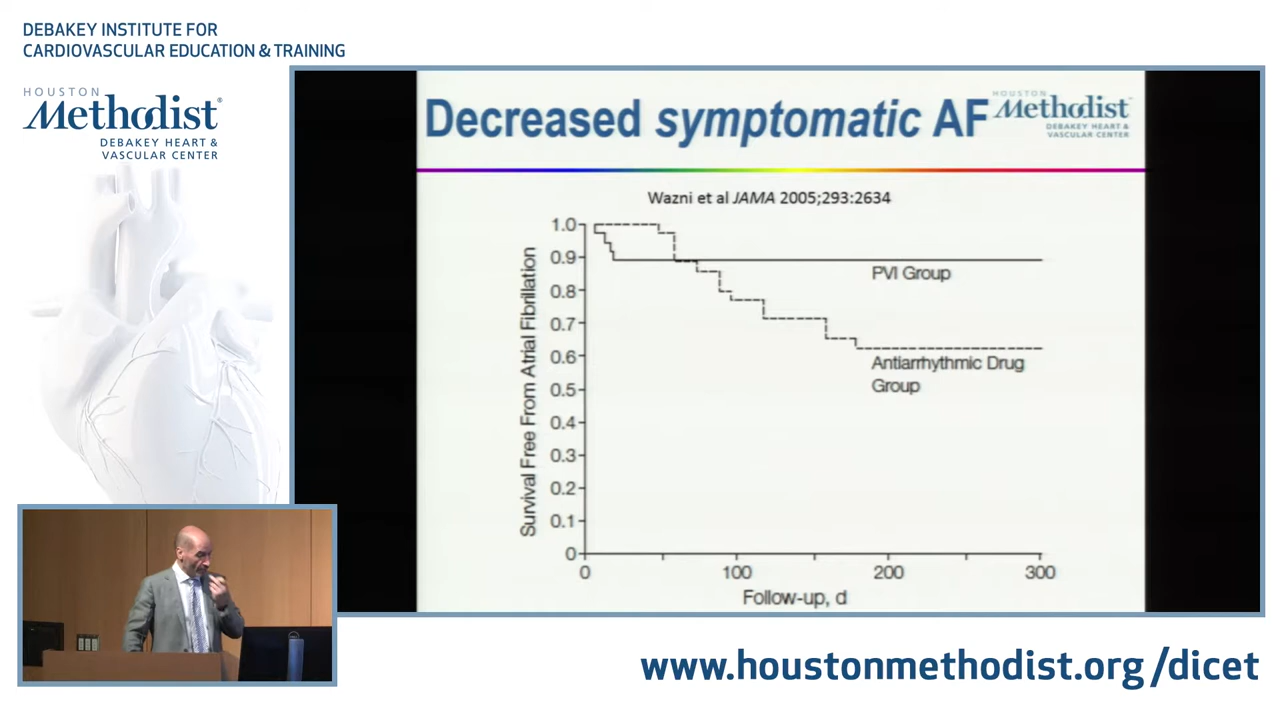 DEBAKEY INSTITUTE FOR
CARDIOVASCULAR EDUCATION & TRAINING
HOUSTON
Methodist®
DEBAKEY HEART &
VASCULAR CENTER
Decreased symptomatic AF
HOUSTON
Methodist
DEBAKEY HEART &
VASCULAR CENTER
Wazni et al JAMA 2005;293:2634
Survival Free From Atrial Fibrillation
1.0
0.9
0.8
0.7
0.6
0.5
0.4
0.3
0.2
0.1
0
PVI Group
Antiarrhythmic Drug
Group
0
100
200
300
Follow-up, d
www.houstonmethodist.org/dicet